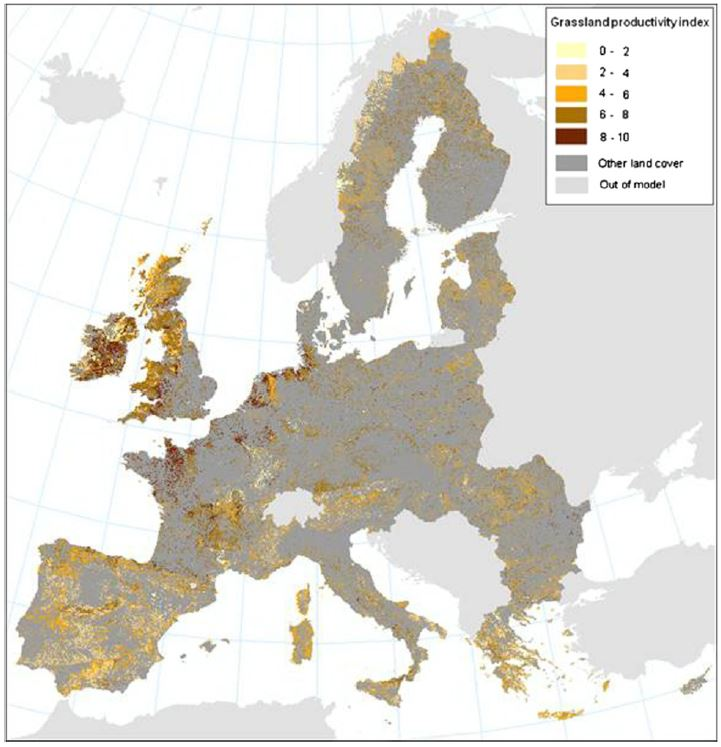 Grassland productivity index
0 - 2
2 - 4
4 - 6
6 - 8
8 - 10
Other land cover
Out of model